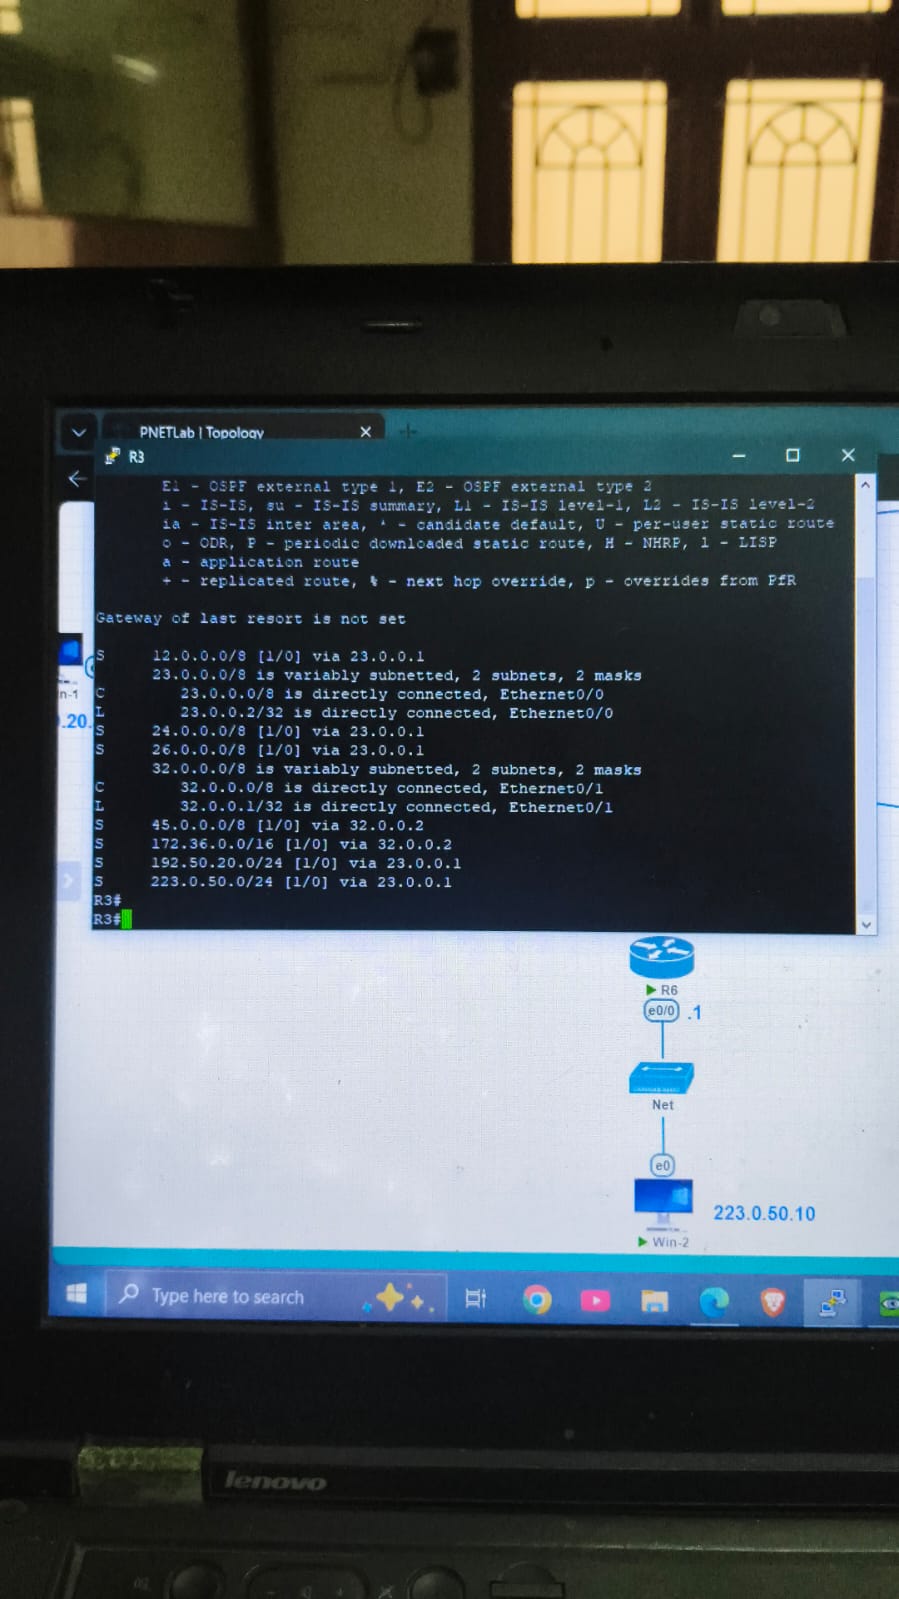 PNETLab | Topology
R3
E1 - OSPF external type 1, E2 - OSPF external type 2
i - IS-IS, su - IS-IS summary, L1 - IS-IS level-1, L2 - IS-IS level-2
ia - IS-IS inter area, * - candidate default, U - per-user static route
o - ODR, P - periodic downloaded static route, H - NHRP, l - LISP
a - application route
+ - replicated route, % - next hop override, p - overrides from PfR
Gateway of last resort is not set
S 12.0.0.0/8 [1/0] via 23.0.0.1
23.0.0.0/8 is variably subnetted, 2 subnets, 2 masks
C 23.0.0.0/8 is directly connected, Ethernet0/0
L 23.0.0.2/32 is directly connected, Ethernet0/0
S 24.0.0.0/8 [1/0] via 23.0.0.1
S 26.0.0.0/8 [1/0] via 23.0.0.1
32.0.0.0/8 is variably subnetted, 2 subnets, 2 masks
C 32.0.0.0/8 is directly connected, Ethernet0/1
L 32.0.0.1/32 is directly connected, Ethernet0/1
S 45.0.0.0/8 [1/0] via 32.0.0.2
S 172.36.0.0/16 [1/0] via 32.0.0.2
S 192.50.20.0/24 [1/0] via 23.0.0.1
S 223.0.50.0/24 [1/0] via 23.0.0.1
R3#
R3#
n-1
.20.
R6
e0/0 .1
Net
e0
223.0.50.10
Win-2
Type here to search
lenovo